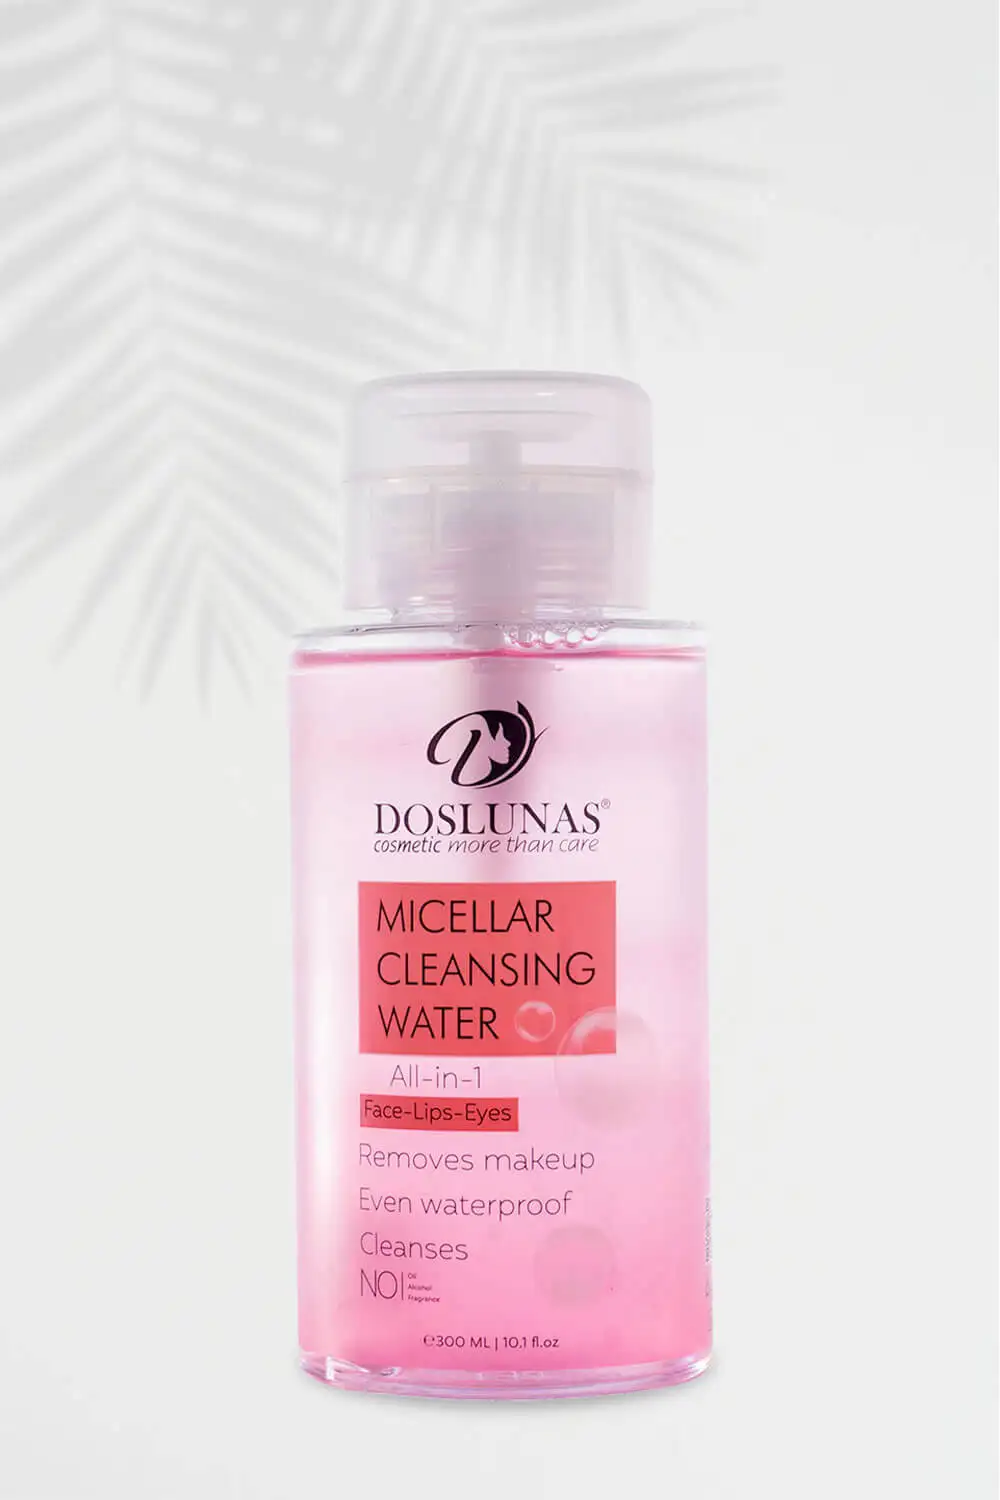 DOSLUNAS®
cosmetic more than care
MICELLAR
CLEANSING
WATER
All-in-1
Face-Lips-Eyes
Removes makeup
Even waterproof
Cleanses
NO
Oil
Alcohol
Fragrance
℮300 ML | 10.1 fl.oz